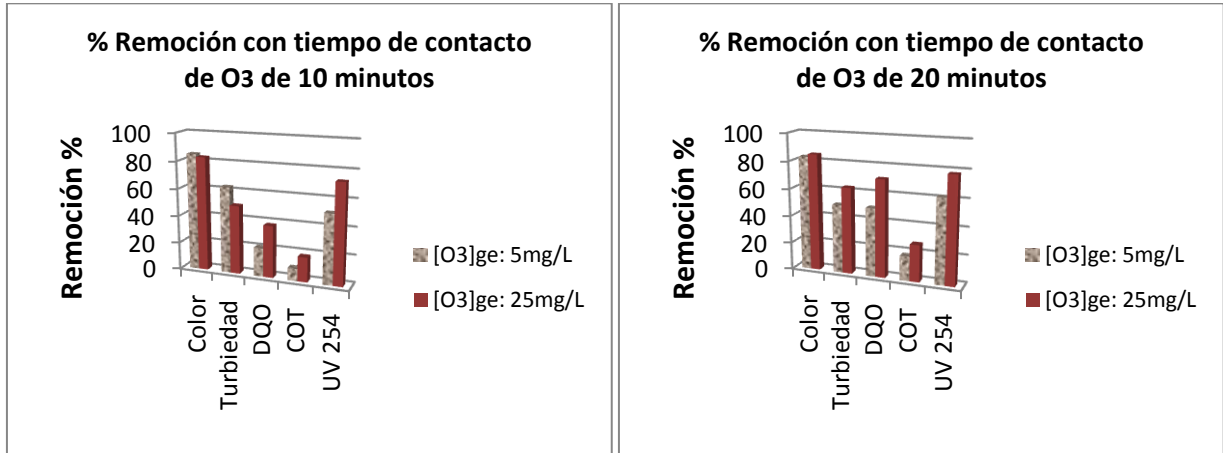 % Remoción con tiempo de contacto
de O3 de 10 minutos
Remoción %
100
80
60
40
20
0
Color
Turbiedad
DQO
COT
UV 254
[O3]ge: 5mg/L
[O3]ge: 25mg/L
% Remoción con tiempo de contacto
de O3 de 20 minutos
Remoción %
100
80
60
40
20
0
Color
Turbiedad
DQO
COT
UV 254
[O3]ge: 5mg/L
[O3]ge: 25mg/L